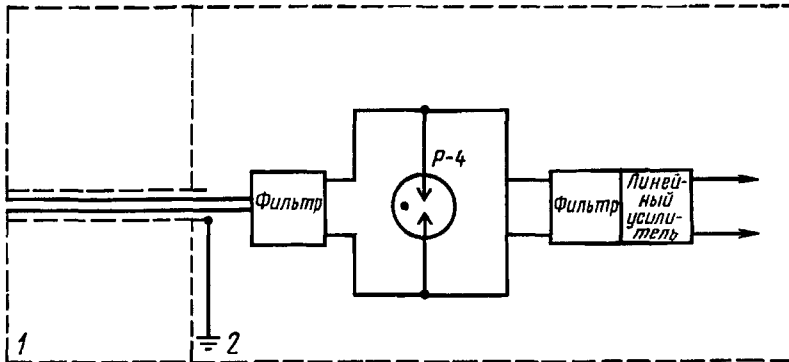 Р-4
Фильтр
Фильтр
Линей-
ный
усили-
тель
1
2